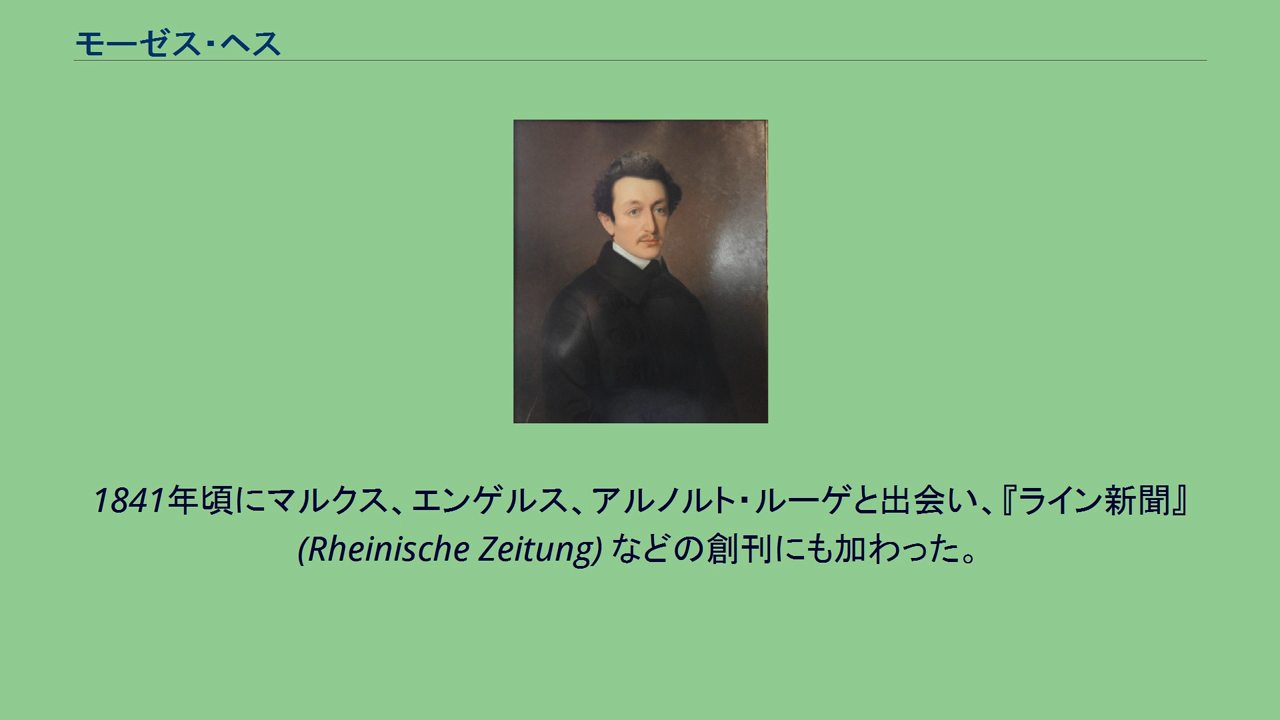 モーゼス・ヘス
1841年頃にマルクス、エンゲルス、アルノルト・ルーゲと出会い、『ライン新聞』
(Rheinische Zeitung) などの創刊にも加わった。